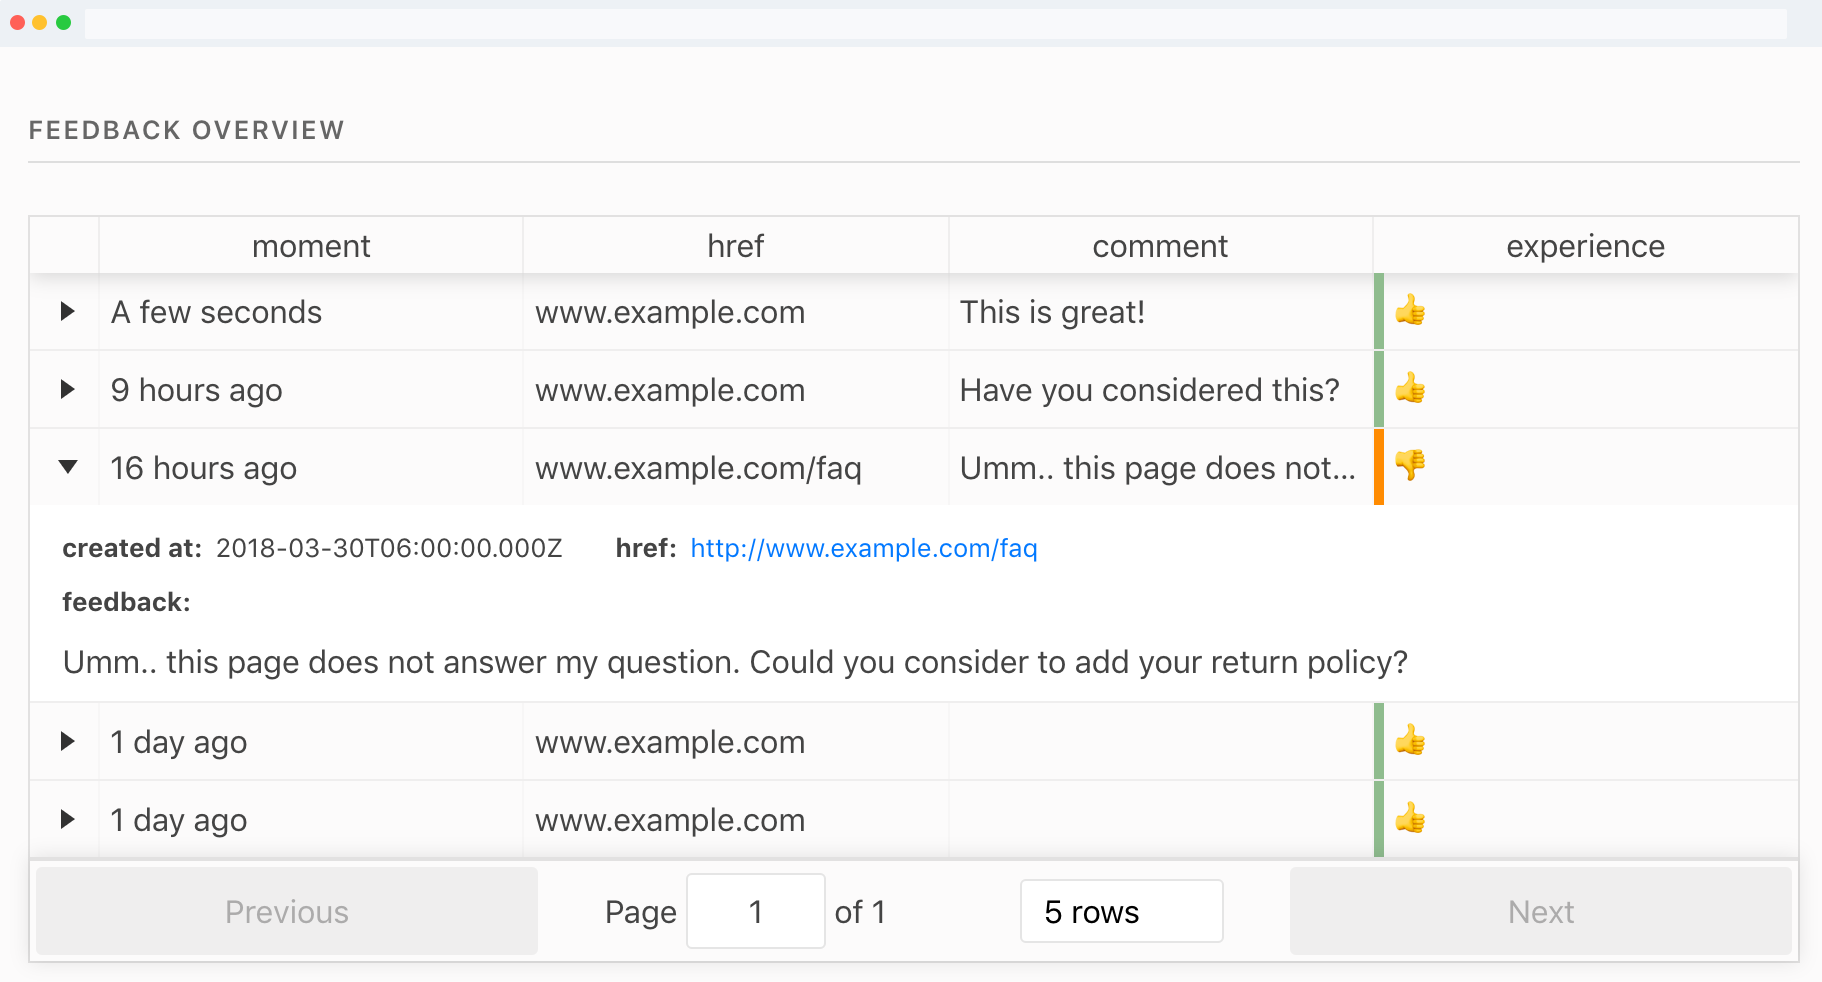 FEEDBACK OVERVIEW
moment href comment experience
A few seconds www.example.com This is great! 👍
9 hours ago www.example.com Have you considered this? 👍
16 hours ago www.example.com/faq Umm.. this page does not... 👎
created at: 2018-03-30T06:00:00.000Z href: http://www.example.com/faq
feedback:
Umm.. this page does not answer my question. Could you consider to add your return policy?
1 day ago www.example.com 👍
1 day ago www.example.com 👍
Previous Page 1 of 1 5 rows Next